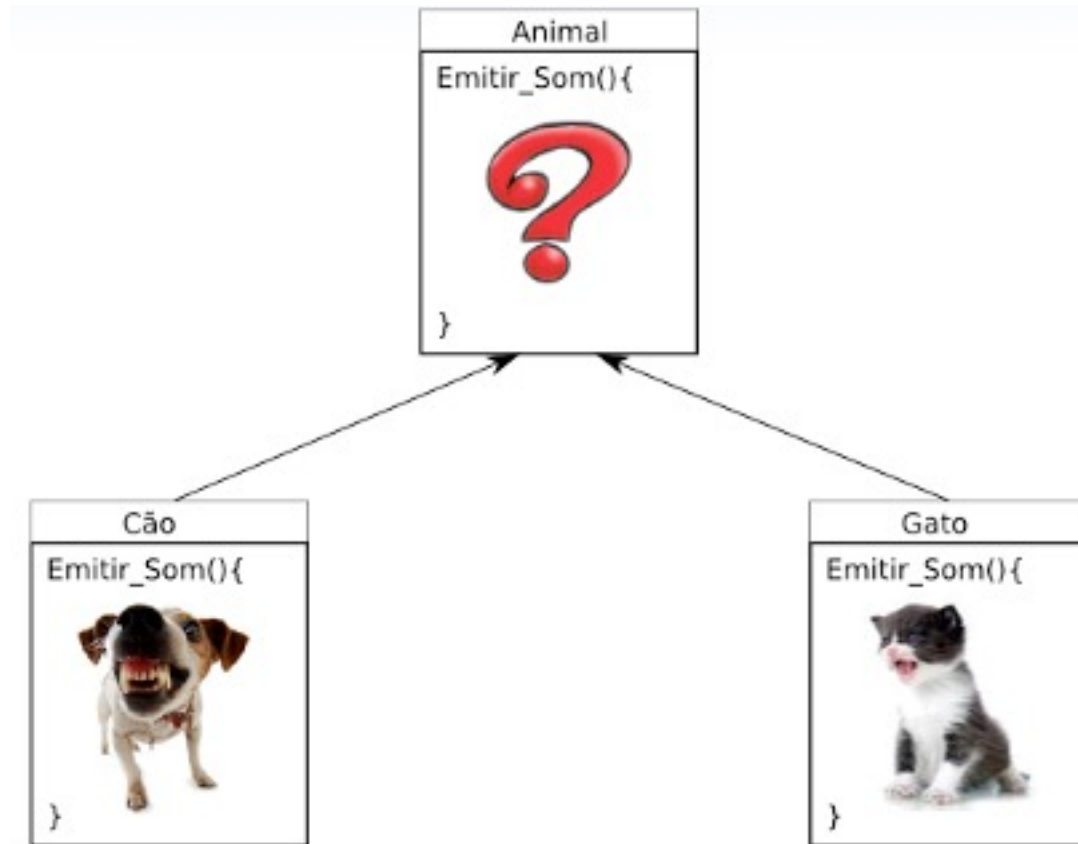 Animal
Emitir_Som(){
}
Cão
Emitir_Som(){
}
Gato
Emitir_Som(){
}